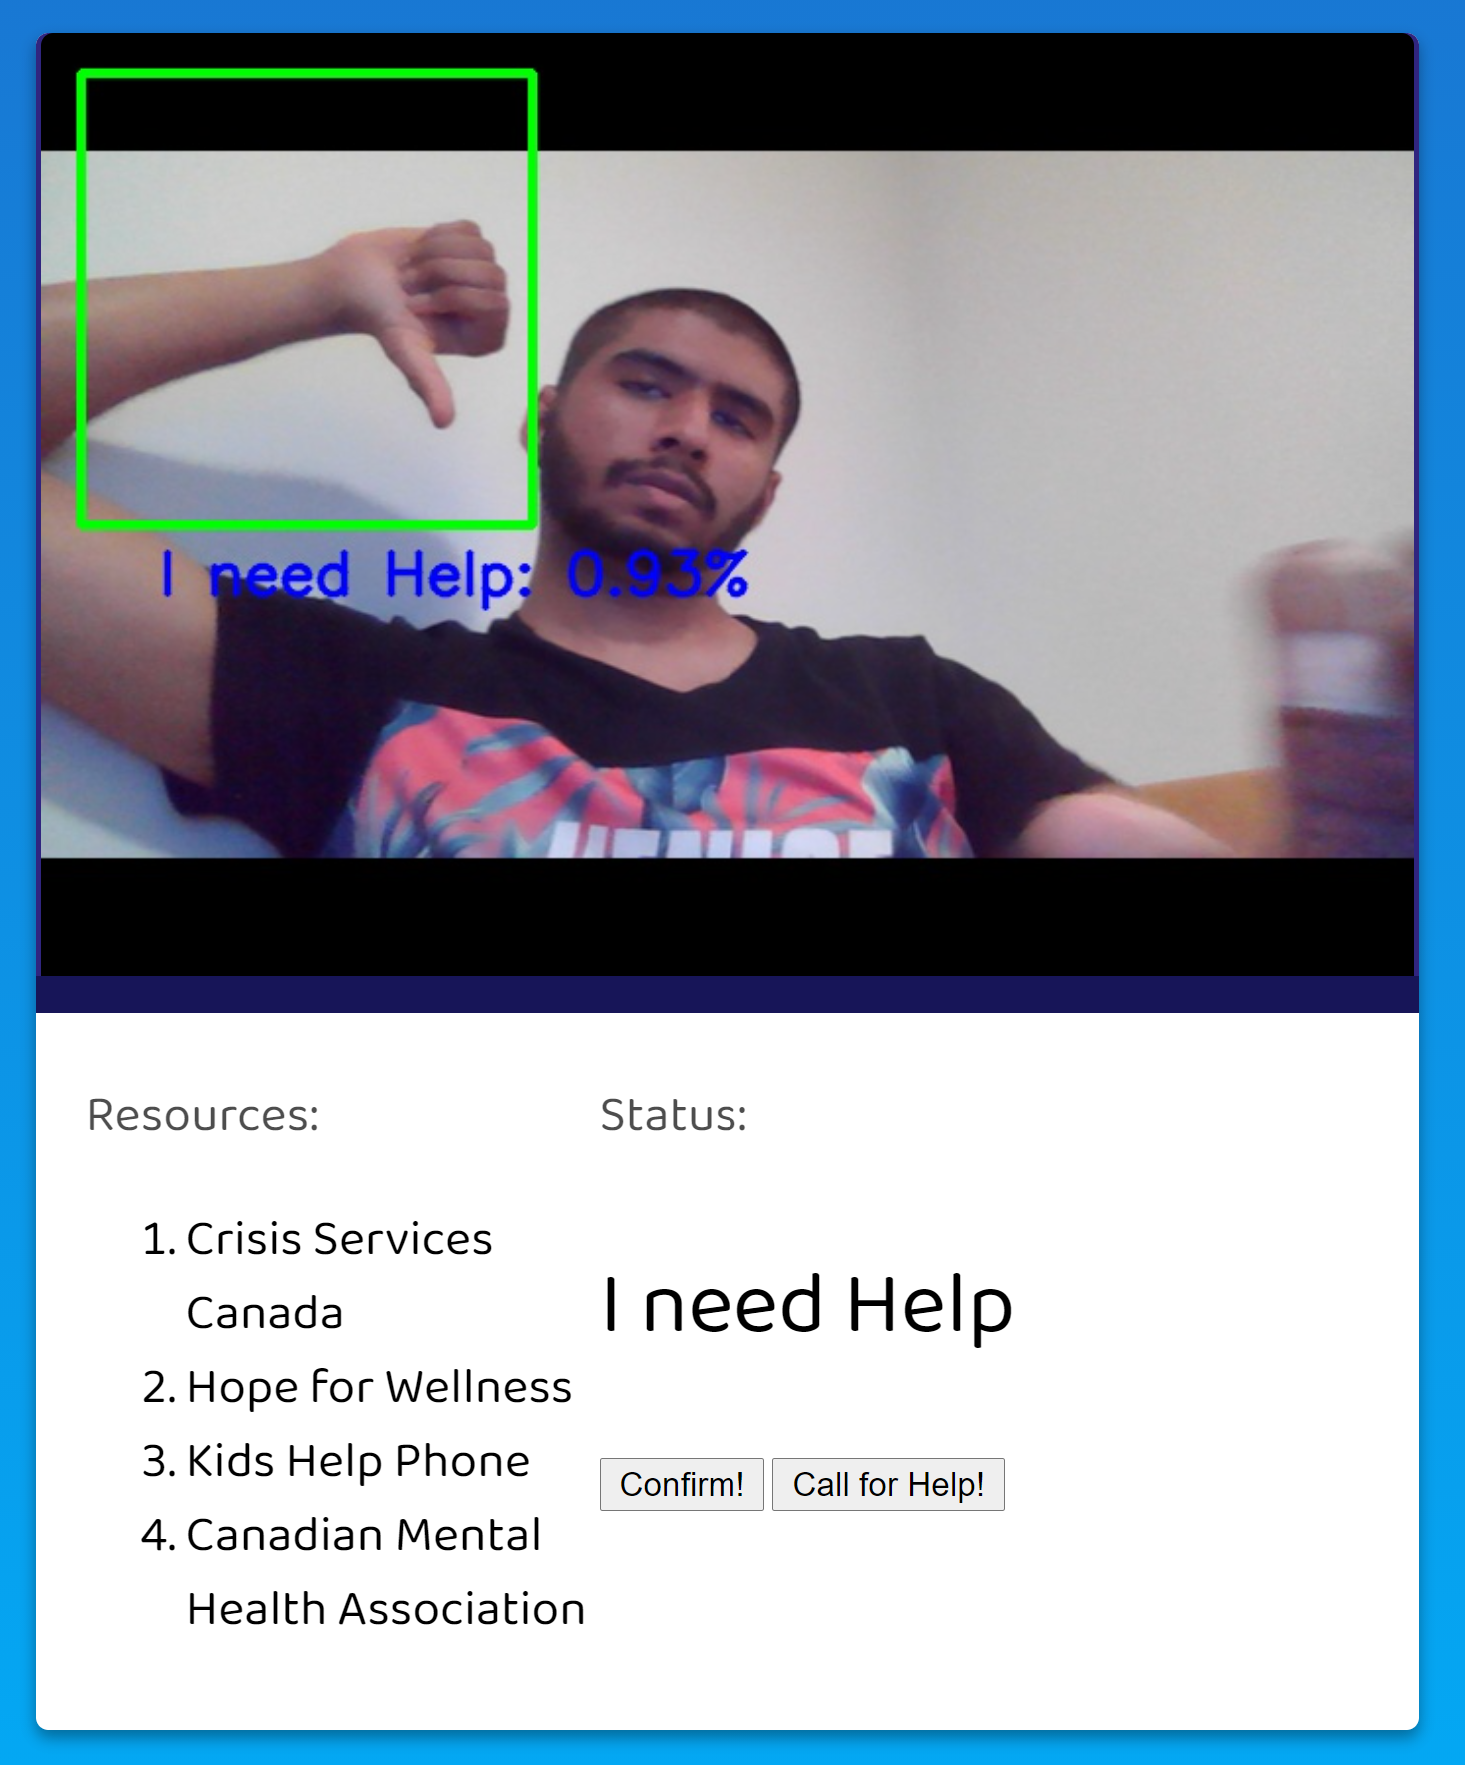 I need Help: 0.93%
Resources:
1. Crisis Services
Canada
2. Hope for Wellness
3. Kids Help Phone
4. Canadian Mental
Health Association
Status:
I need Help
Confirm!
Call for Help!